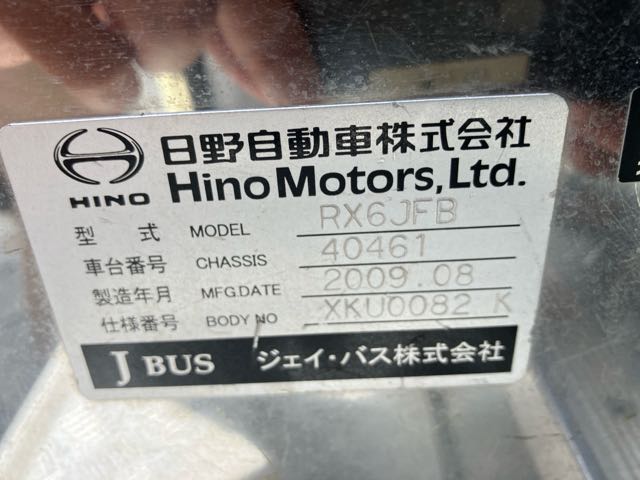 日野自動車株式会社
HINO
Hino Motors, Ltd.
型 式 MODEL RX6JFB
車台番号 CHASSIS 40461
製造年月 MFG.DATE 2009.08
仕様番号 BODY NO XKU0082 K
J BUS ジェイ・バス株式会社